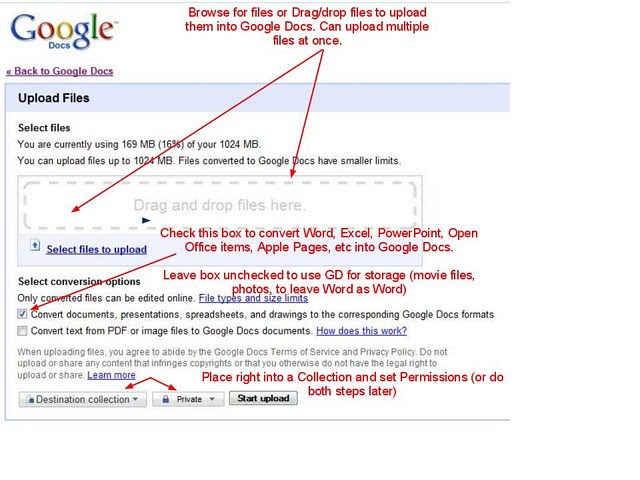 Browse for files or Drag/drop files to upload
them into Google Docs. Can upload multiple
files at once.
Google
Docs
« Back to Google Docs
Upload Files
Select files
You are currently using 169 MB (16%) of your 1024 MB.
You can upload files up to 1024 MB. Files converted to Google Docs have smaller limits.
Drag and drop files here.
Check this box to convert Word, Excel, PowerPoint, Open
Office items, Apple Pages, etc into Google Docs.
Select files to upload
Leave box unchecked to use GD for storage (movie files,
photos, to leave Word as Word)
Select conversion options
Only converted files can be edited online. File types and size limits
Convert documents, presentations, spreadsheets, and drawings to the corresponding Google Docs formats
Convert text from PDF or image files to Google Docs documents. How does this work?
When uploading files, you agree to abide by the Google Docs Terms of Service and Privacy Policy. Do not
upload or share any content that infringes copyrights or that you otherwise do not have the legal right to
upload or share. Learn more
Place right into a Collection and set Permissions (or do
both steps later)
Destination collection Private Start upload